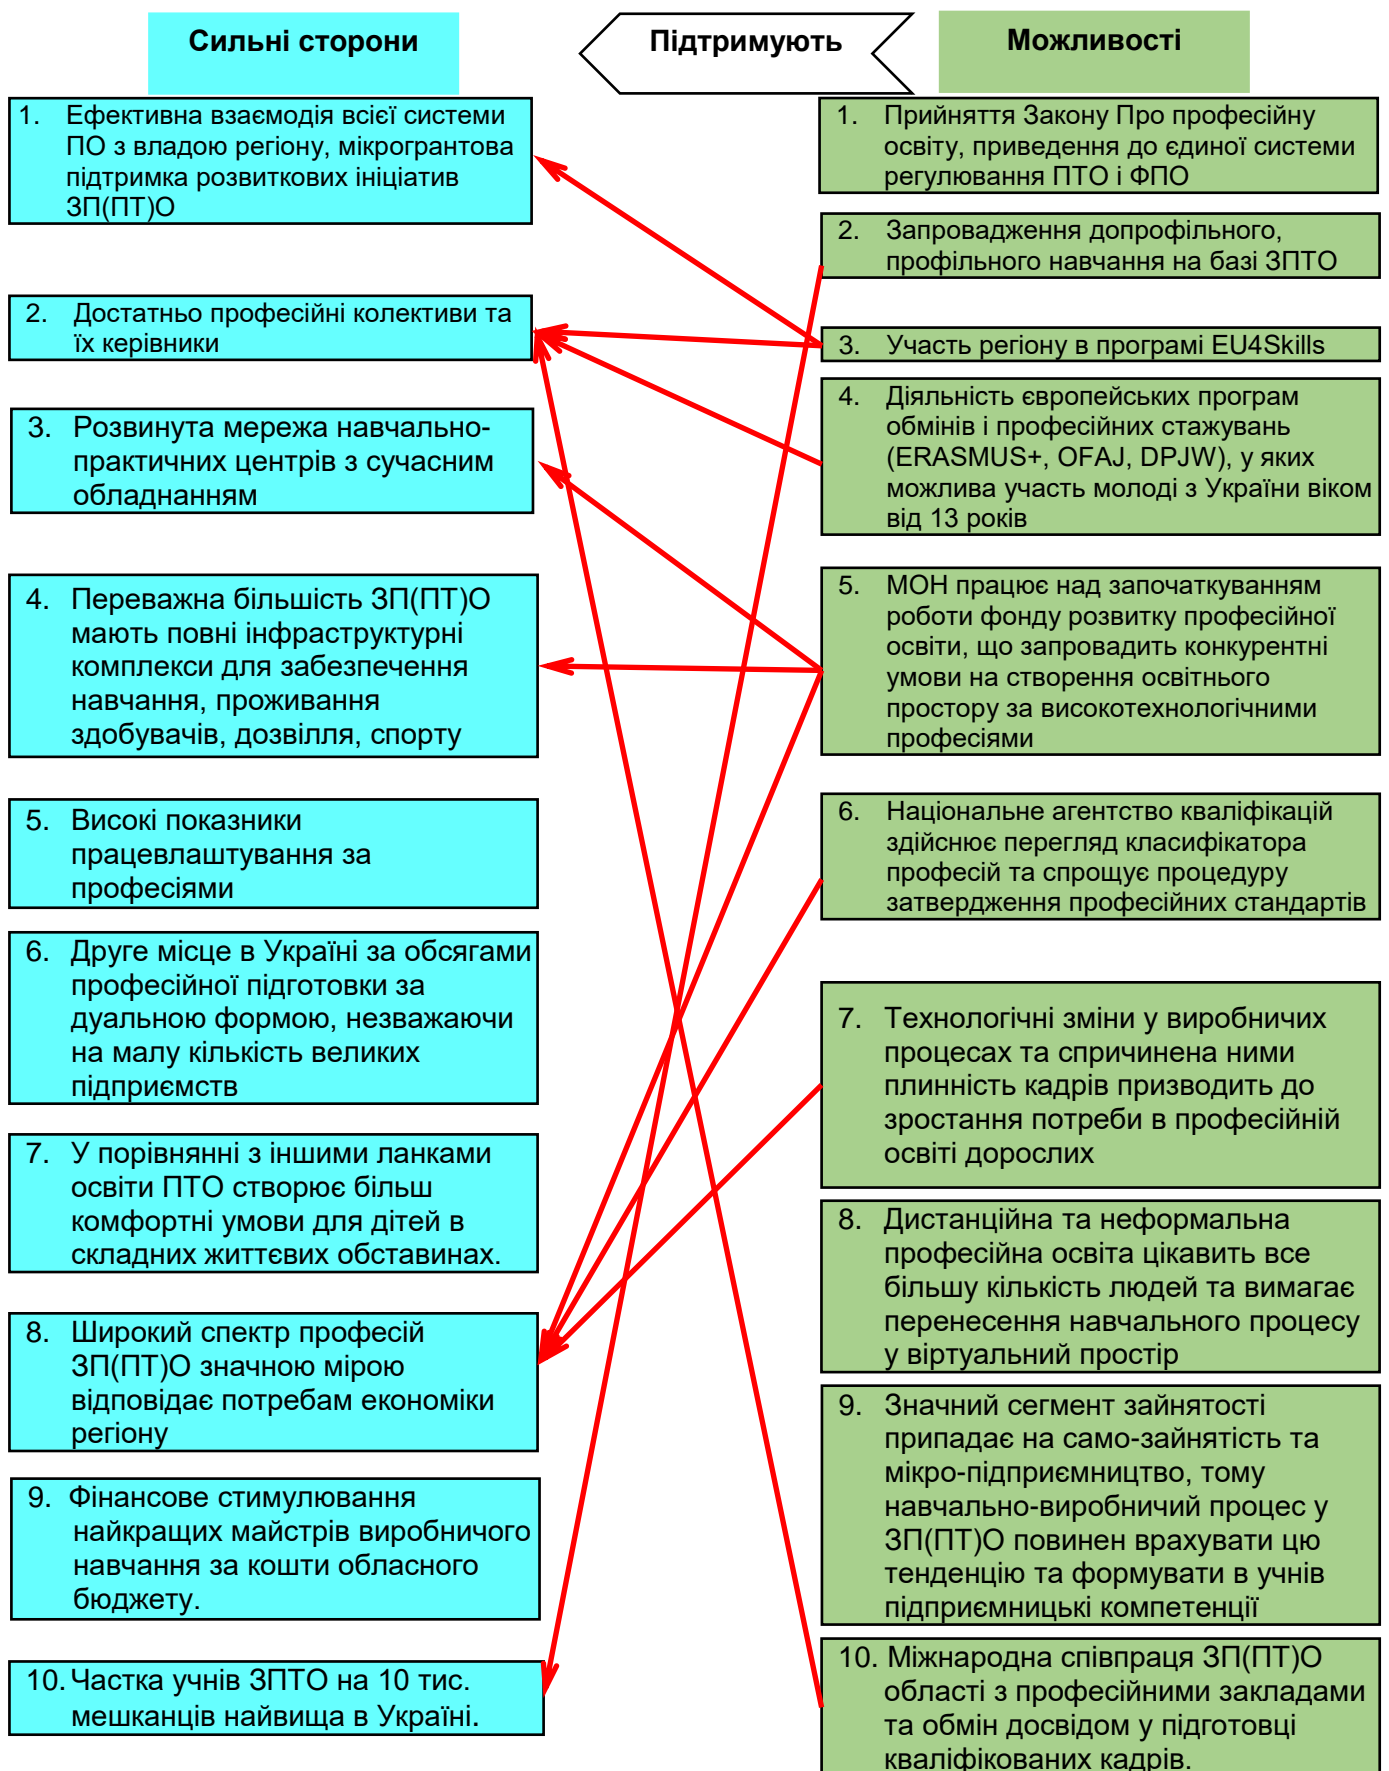 Сильні сторони
Підтримують
Можливості
1. Ефективна взаємодія всієї системи
ПО з владою регіону, мікрогрантова
підтримка розвиткових ініціатив
ЗП(ПТ)О
2. Достатньо професійні колективи та
їх керівники
3. Розвинута мережа навчально-
практичних центрів з сучасним
обладнанням
4. Переважна більшість ЗП(ПТ)О
мають повні інфраструктурні
комплекси для забезпечення
навчання, проживання
здобувачів, дозвілля, спорту
5. Високі показники
працевлаштування за
професіями
6. Друге місце в Україні за обсягами
професійної підготовки за
дуальною формою, незважаючи
на малу кількість великих
підприємств
7. У порівнянні з іншими ланками
освіти ПТО створює більш
комфортні умови для дітей в
складних життєвих обставинах.
8. Широкий спектр професій
ЗП(ПТ)О значною мірою
відповідає потребам економіки
регіону
9. Фінансове стимулювання
найкращих майстрів виробничого
навчання за кошти обласного
бюджету.
10. Частка учнів ЗПТО на 10 тис.
мешканців найвища в Україні.
1. Прийняття Закону Про професійну
освіту, приведення до єдиної системи
регулювання ПТО і ФПО
2. Запровадження допрофільного,
профільного навчання на базі ЗПТО
3. Участь регіону в програмі EU4Skills
4. Діяльність європейських програм
обмінів і професійних стажувань
(ERASMUS+, OFAJ, DPJW), у яких
можлива участь молоді з України віком
від 13 років
5. МОН працює над започаткуванням
роботи фонду розвитку професійної
освіти, що запровадить конкурентні
умови на створення освітнього
простору за високотехнологічними
професіями
6. Національне агентство кваліфікацій
здійснює перегляд класифікатора
професій та спрощує процедуру
затвердження професійних стандартів
7. Технологічні зміни у виробничих
процесах та спричинена ними
плинність кадрів призводить до
зростання потреби в професійній
освіті дорослих
8. Дистанційна та неформальна
професійна освіта цікавить все
більшу кількість людей та вимагає
перенесення навчального процесу
у віртуальний простір
9. Значний сегмент зайнятості
припадає на само-зайнятість та
мікро-підприємництво, тому
навчально-виробничий процес у
ЗП(ПТ)О повинен врахувати цю
тенденцію та формувати в учнів
підприємницькі компетенції
10. Міжнародна співпраця ЗП(ПТ)О
області з професійними закладами
та обмін досвідом у підготовці
кваліфікованих кадрів.